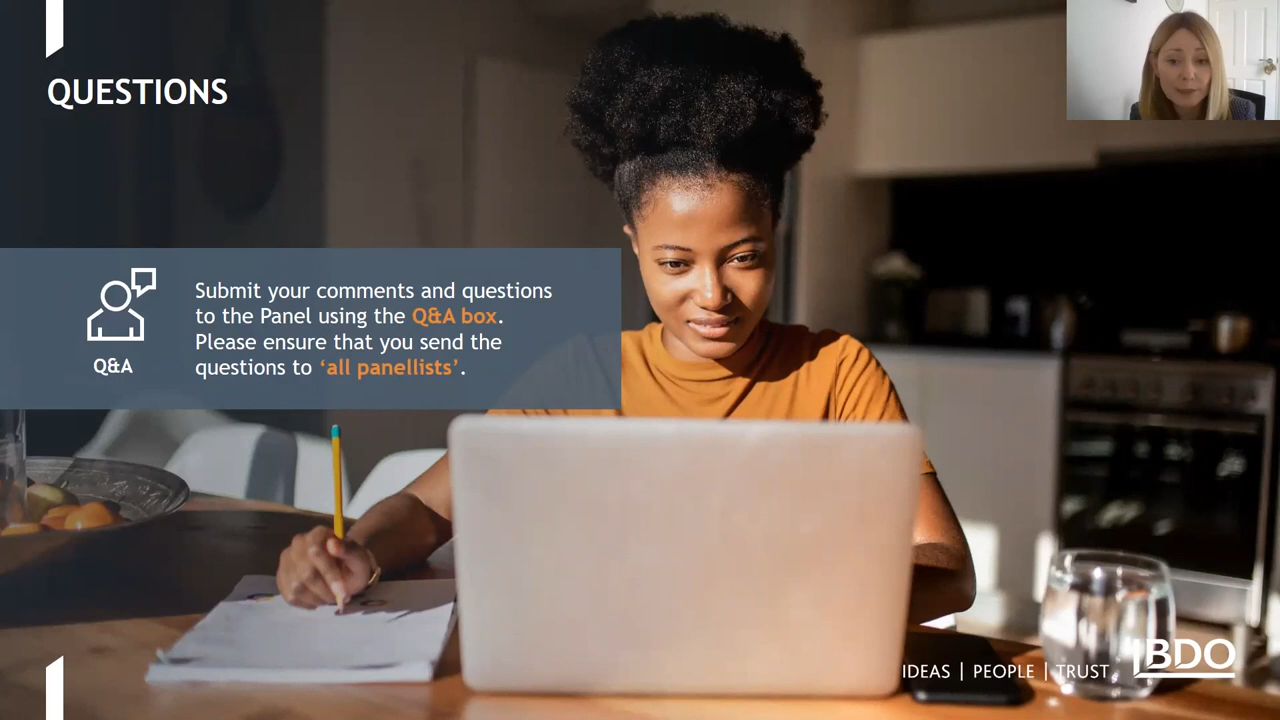 QUESTIONS
Submit your comments and questions
to the Panel using the Q&A box.
Please ensure that you send the
questions to ‘all panellists’.
Q&A
IDEAS | PEOPLE | TRUST
BDO